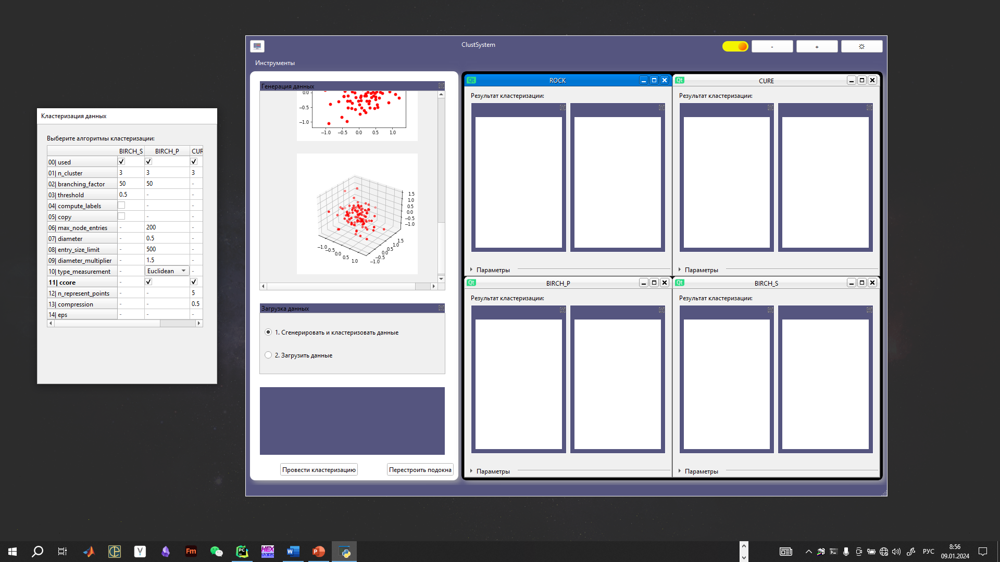 ClustSystem
- + ☼
Инструменты
Кластеризация данных
Выберите алгоритмы кластеризации:
BIRCH_S BIRCH_P CUR
00| used
01| n_cluster 3 3 3
02| branching_factor 50 50 -
03| threshold 0.5 - -
04| compute_labels - -
05| copy - -
06| max_node_entries - 200 -
07| diameter - 0.5 -
08| entry_size_limit - 500 -
09| diameter_multiplier - 1.5 -
10| type_measurement - Euclidean -
11| ccore -
12| n_represent_points - - 5
13| compression - - 0.5
14| eps - - -
Генерация данных
0.0
−0.5
−1.0
−1.0 −0.5 0.0 0.5 1.0
1.5
1.0
0.5
0.0
−0.5
−1.0
−1.0 −0.5 0.0 0.5 1.0
−1.0 −0.5 0.0 0.5 1.0 1.5
Загрузка данных
1. Сгенерировать и кластеризовать данные
2. Загрузить данные
Провести кластеризацию
Перестроить подокна
Qt ROCK
Результат кластеризации:
Параметры
Qt CURE
Результат кластеризации:
Параметры
Qt BIRCH_P
Результат кластеризации:
Параметры
Qt BIRCH_S
Результат кластеризации:
Параметры
V
Fm
PC
HEX
W
P
РУС
8:56
09.01.2024